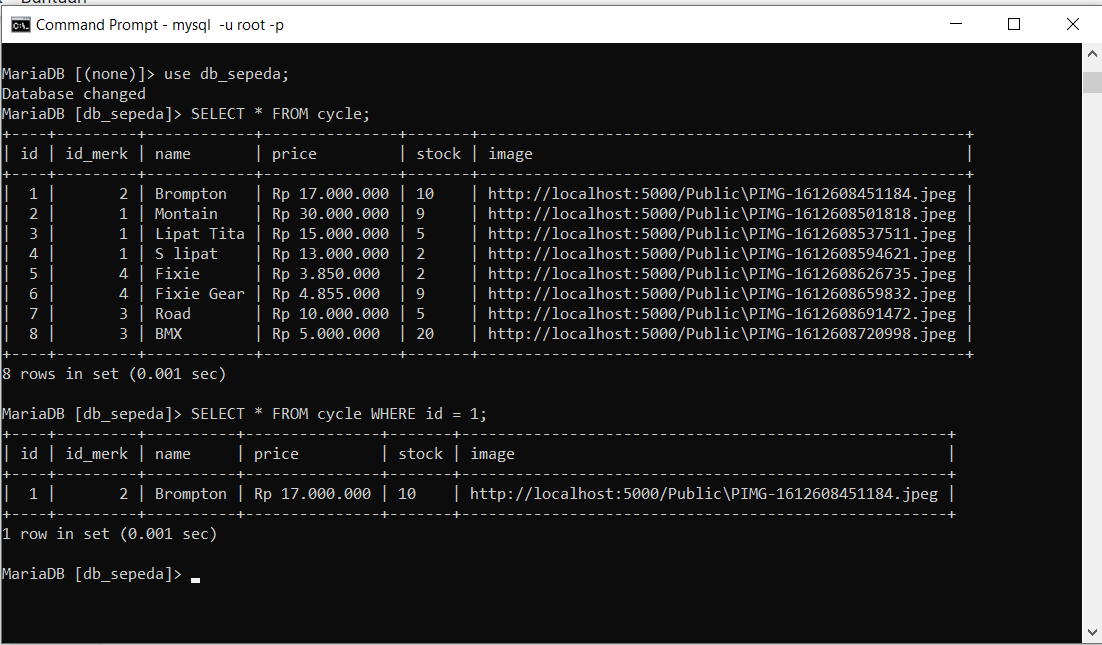 Command Prompt - mysql  -u root -p
MariaDB [(none)]> use db_sepeda;
Database changed
MariaDB [db_sepeda]> SELECT * FROM cycle;
+----+---------+------------+---------------+-------+------------------------------------------------------+
| id | id_merk | name       | price         | stock | image                                                |
+----+---------+------------+---------------+-------+------------------------------------------------------+
|  1 |       2 | Brompton   | Rp 17.000.000 | 10    | http://localhost:5000/Public\PIMG-1612608451184.jpeg |
|  2 |       1 | Montain    | Rp 30.000.000 | 9     | http://localhost:5000/Public\PIMG-1612608501818.jpeg |
|  3 |       1 | Lipat Tita | Rp 15.000.000 | 5     | http://localhost:5000/Public\PIMG-1612608537511.jpeg |
|  4 |       1 | S lipat    | Rp 13.000.000 | 2     | http://localhost:5000/Public\PIMG-1612608594621.jpeg |
|  5 |       4 | Fixie      | Rp 3.850.000  | 2     | http://localhost:5000/Public\PIMG-1612608626735.jpeg |
|  6 |       4 | Fixie Gear | Rp 4.855.000  | 9     | http://localhost:5000/Public\PIMG-1612608659832.jpeg |
|  7 |       3 | Road       | Rp 10.000.000 | 5     | http://localhost:5000/Public\PIMG-1612608691472.jpeg |
|  8 |       3 | BMX        | Rp 5.000.000  | 20    | http://localhost:5000/Public\PIMG-1612608720998.jpeg |
+----+---------+------------+---------------+-------+------------------------------------------------------+
8 rows in set (0.001 sec)
MariaDB [db_sepeda]> SELECT * FROM cycle WHERE id = 1;
+----+---------+----------+---------------+-------+------------------------------------------------------+
| id | id_merk | name     | price         | stock | image                                                |
+----+---------+----------+---------------+-------+------------------------------------------------------+
|  1 |       2 | Brompton | Rp 17.000.000 | 10    | http://localhost:5000/Public\PIMG-1612608451184.jpeg |
+----+---------+----------+---------------+-------+------------------------------------------------------+
1 row in set (0.001 sec)
MariaDB [db_sepeda]>